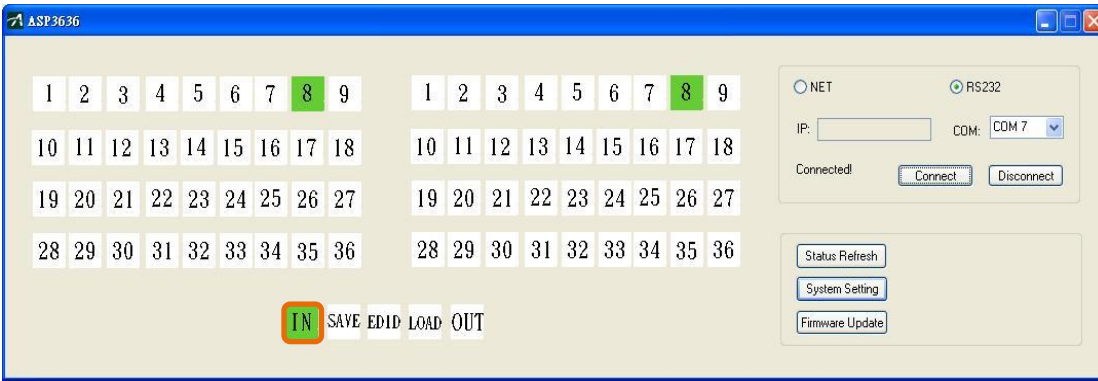 ASP3636
1 2 3 4 5 6 7 8 9
10 11 12 13 14 15 16 17 18
19 20 21 22 23 24 25 26 27
28 29 30 31 32 33 34 35 36
1 2 3 4 5 6 7 8 9
10 11 12 13 14 15 16 17 18
19 20 21 22 23 24 25 26 27
28 29 30 31 32 33 34 35 36
IN SAVE EDID LOAD OUT
NET RS232
IP: COM: COM 7
Connected! Connect Disconnect
Status Refresh
System Setting
Firmware Update